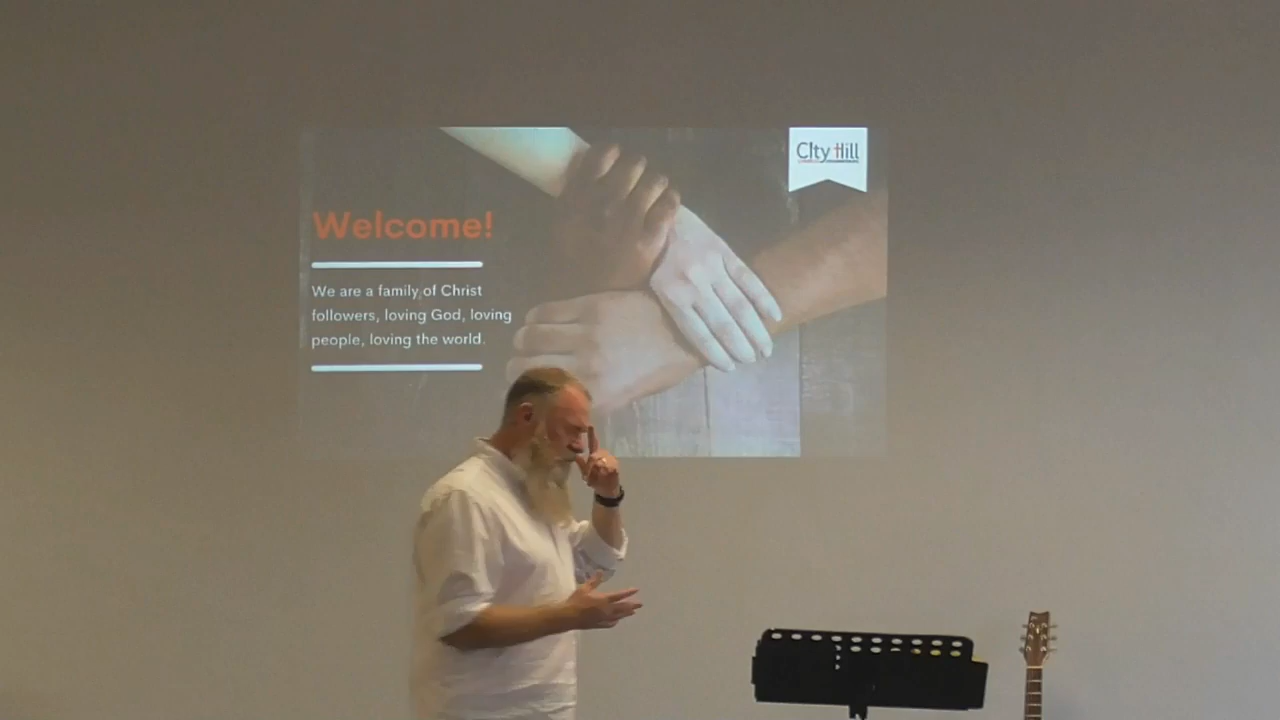 CIty Hill
Welcome!
We are a family of Christ
followers, loving God, loving
people, loving the world.